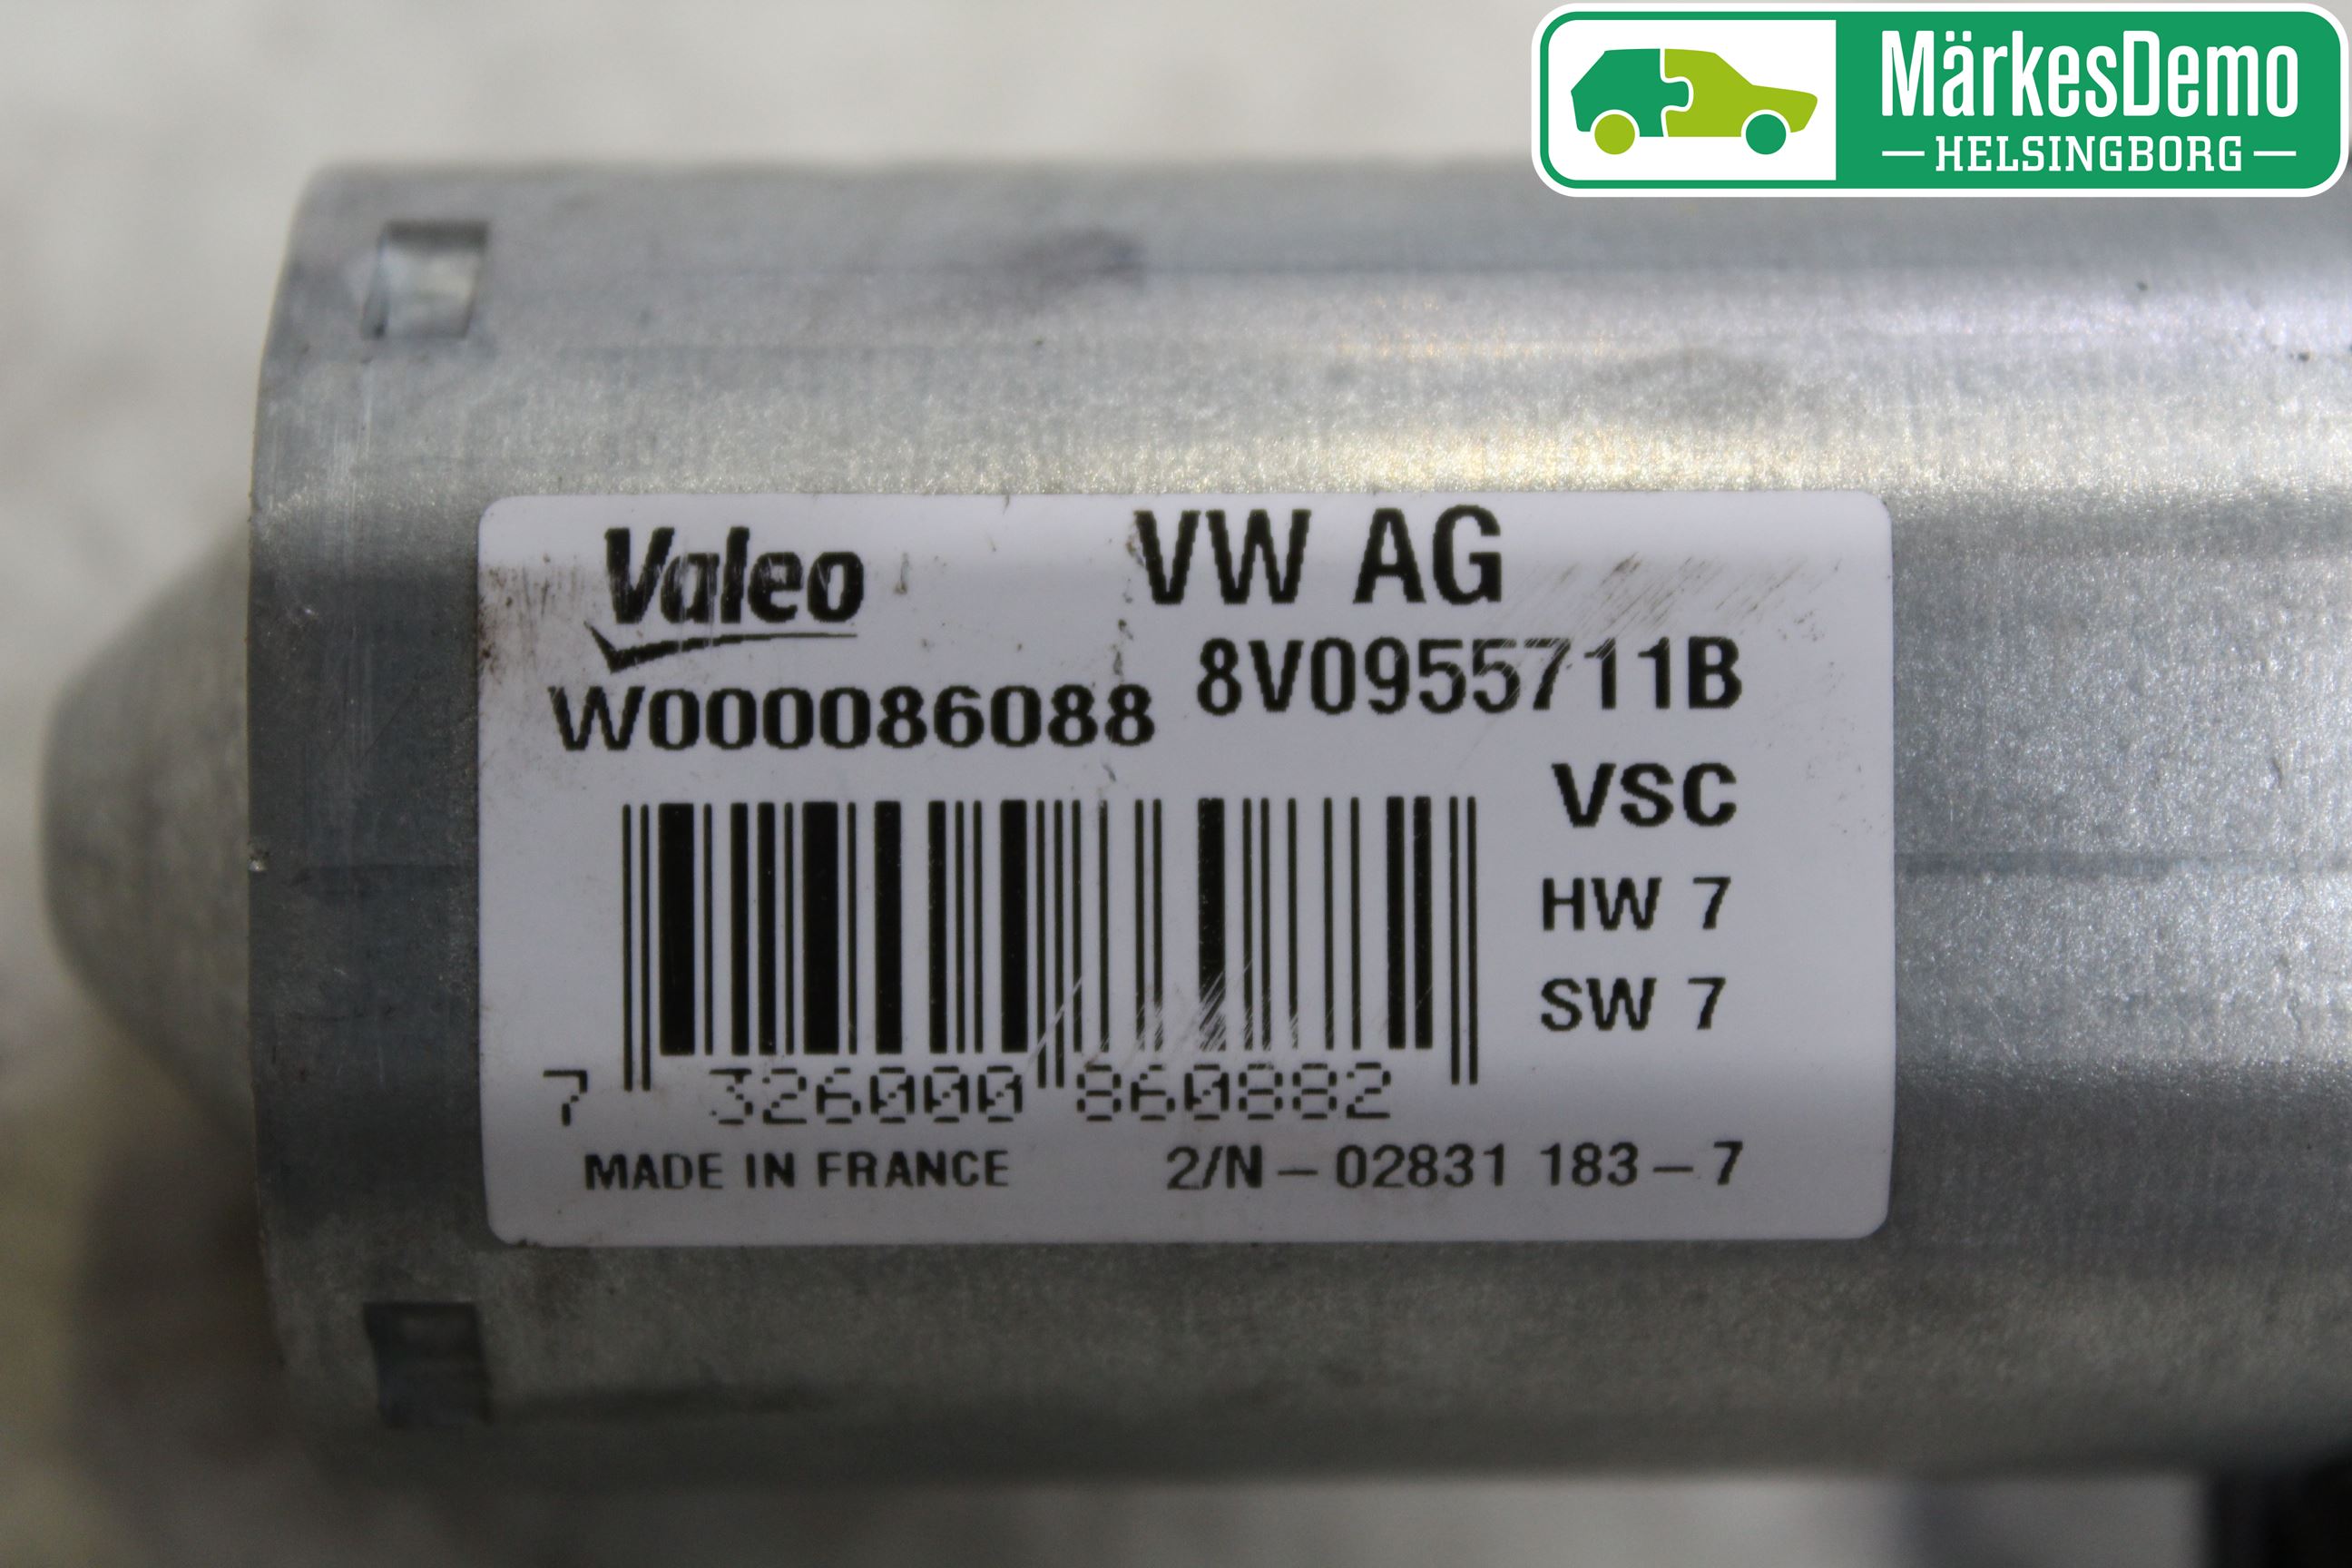 MärkesDemo
HELSINGBORG
Valeo VW AG
W000086088 8V0955711B
VSC
HW 7
SW 7
7 326000 860882
MADE IN FRANCE 2/N-02831 183-7